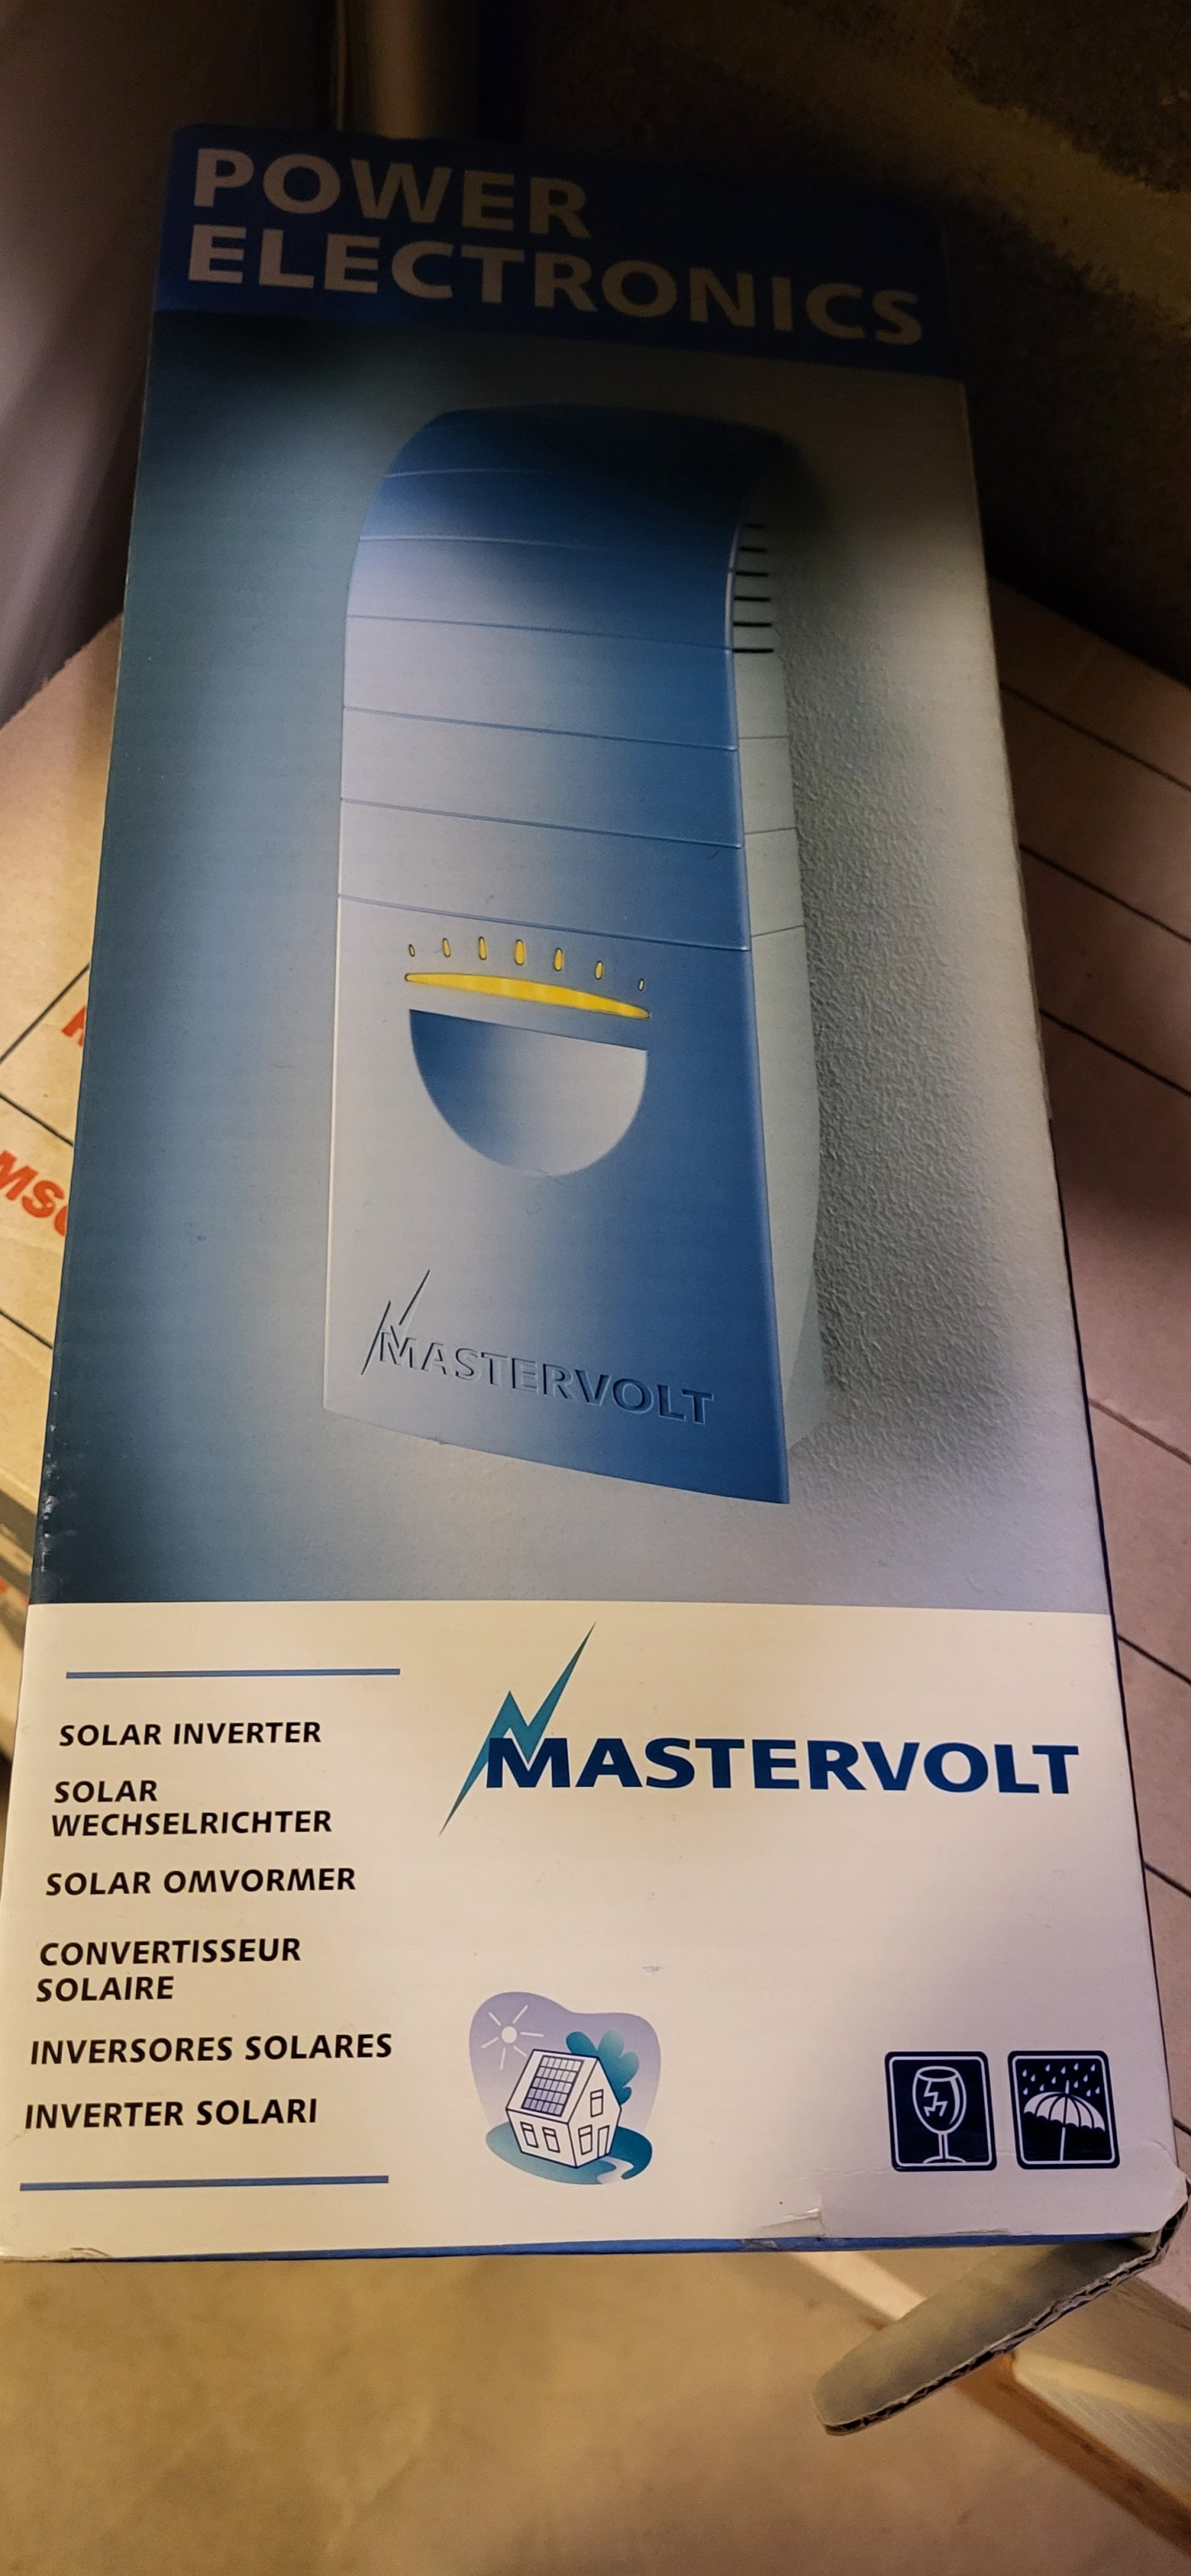 POWER
ELECTRONICS
MASTERVOLT
SOLAR INVERTER
SOLAR
WECHSELRICHTER
SOLAR OMVORMER
CONVERTISSEUR
SOLAIRE
INVERSORES SOLARES
INVERTER SOLARI
MASTERVOLT